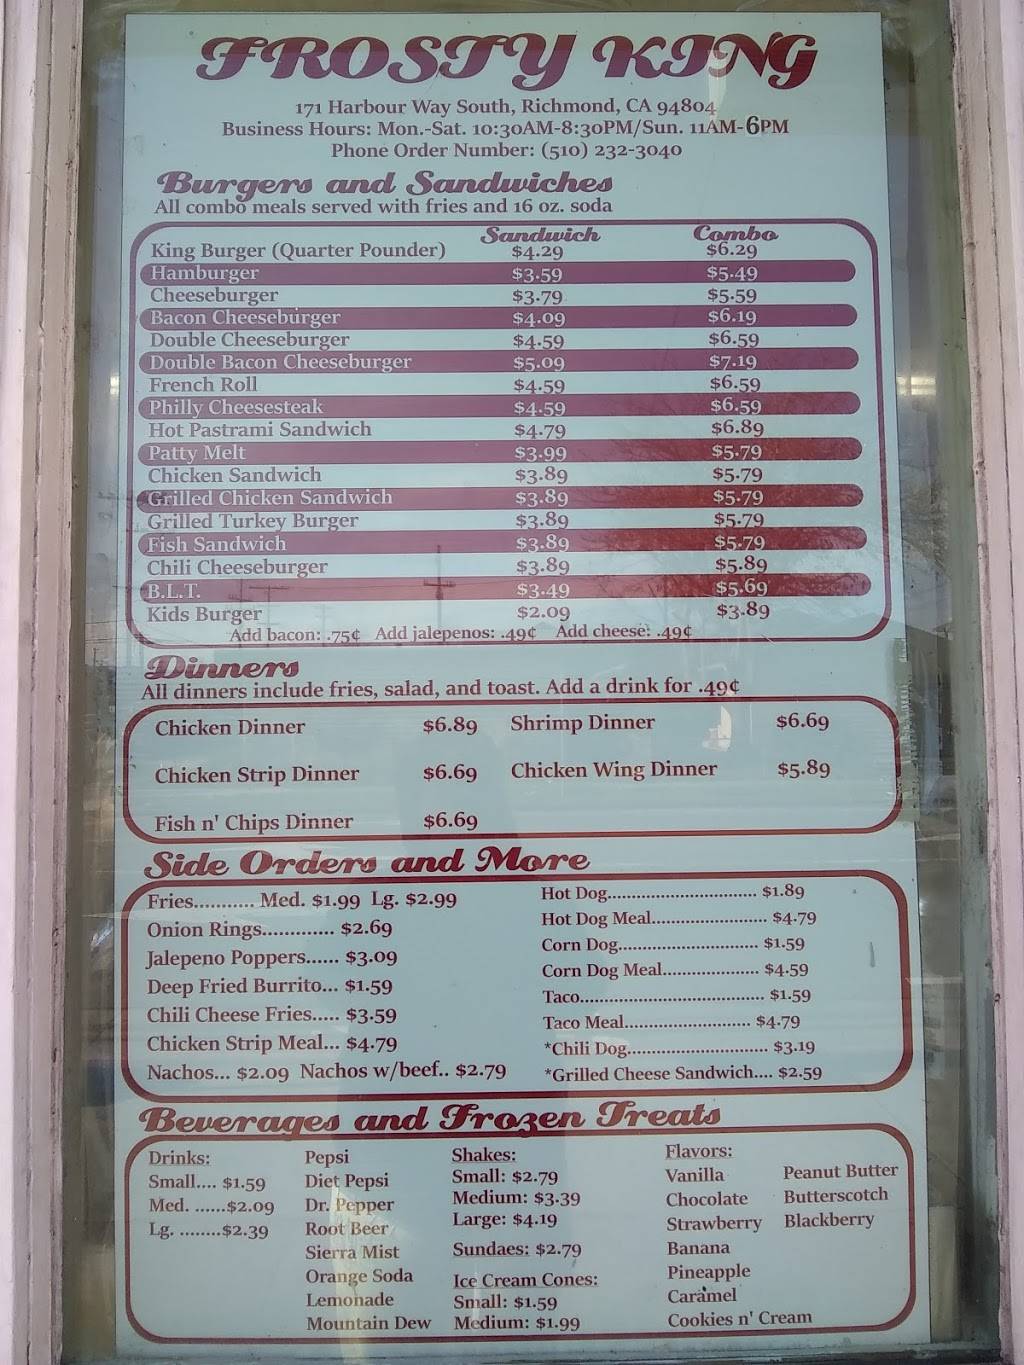 FROSTY KING
171 Harbour Way South, Richmond, CA 94804
Business Hours: Mon.-Sat. 10:30AM-8:30PM/Sun. 11AM-6PM
Phone Order Number: (510) 232-3040
Burgers and Sandwiches
All combo meals served with fries and 16 oz. soda
Sandwich Combo
King Burger (Quarter Pounder) $4.29 $6.29
Hamburger $3.59 $5.49
Cheeseburger $3.79 $5.59
Bacon Cheeseburger $4.09 $6.19
Double Cheeseburger $4.59 $6.59
Double Bacon Cheeseburger $5.09 $7.19
French Roll $4.59 $6.59
Philly Cheesesteak $4.59 $6.59
Hot Pastrami Sandwich $4.79 $6.89
Patty Melt $3.99 $5.79
Chicken Sandwich $3.89 $5.79
Grilled Chicken Sandwich $3.89 $5.79
Grilled Turkey Burger $3.89 $5.79
Fish Sandwich $3.89 $5.79
Chili Cheeseburger $3.89 $5.89
B.L.T. $3.49 $5.69
Kids Burger $2.09 $3.89
Add bacon: .75¢ Add jalepenos: .49¢ Add cheese: .49¢
Dinners
All dinners include fries, salad, and toast. Add a drink for .49¢
Chicken Dinner $6.89 Shrimp Dinner $6.69
Chicken Strip Dinner $6.69 Chicken Wing Dinner $5.89
Fish n' Chips Dinner $6.69
Side Orders and More
Fries........... Med. $1.99 Lg. $2.99
Onion Rings............. $2.69
Jalepeno Poppers...... $3.09
Deep Fried Burrito... $1.59
Chili Cheese Fries..... $3.59
Chicken Strip Meal... $4.79
Nachos... $2.09 Nachos w/beef.. $2.79
Hot Dog............................. $1.89
Hot Dog Meal....................... $4.79
Corn Dog............................ $1.59
Corn Dog Meal................... $4.59
Taco..................................... $1.59
Taco Meal......................... $4.79
*Chili Dog............................ $3.19
*Grilled Cheese Sandwich.... $2.59
Beverages and Frozen Treats
Drinks:
Small.... $1.59
Med. ......$2.09
Lg. ........$2.39
Pepsi
Diet Pepsi
Dr. Pepper
Root Beer
Sierra Mist
Orange Soda
Lemonade
Mountain Dew
Shakes:
Small: $2.79
Medium: $3.39
Large: $4.19
Sundaes: $2.79
Ice Cream Cones:
Small: $1.59
Medium: $1.99
Flavors:
Vanilla
Chocolate
Strawberry
Banana
Pineapple
Caramel
Cookies n' Cream
Peanut Butter
Butterscotch
Blackberry